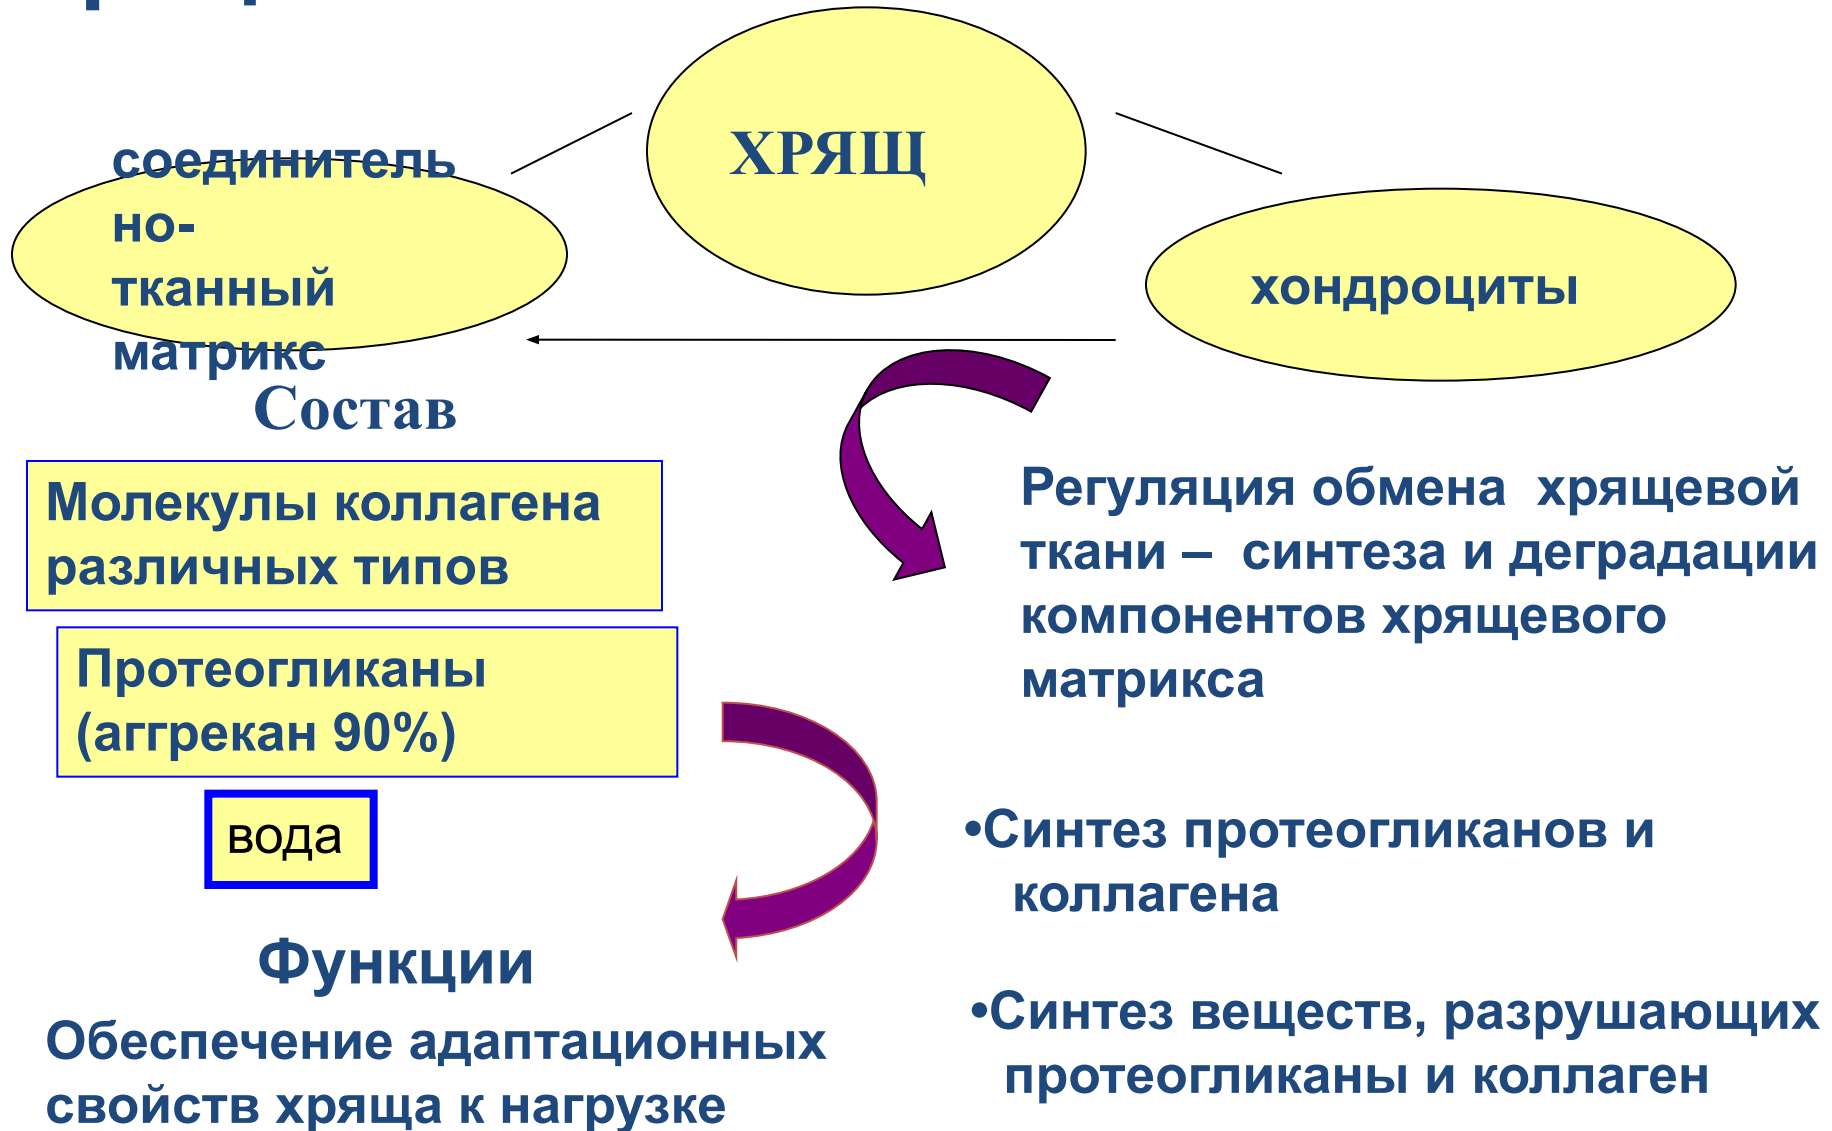 ХРЯЩ
соединитель
но-
тканный
матрикс
хондроциты
Состав
Молекулы коллагена
различных типов
Протеогликаны
(аггрекан 90%)
вода
Функции
Обеспечение адаптационных
свойств хряща к нагрузке
Регуляция обмена хрящевой
ткани – синтеза и деградации
компонентов хрящевого
матрикса
•Синтез протеогликанов и
коллагена
•Синтез веществ, разрушающих
протеогликаны и коллаген